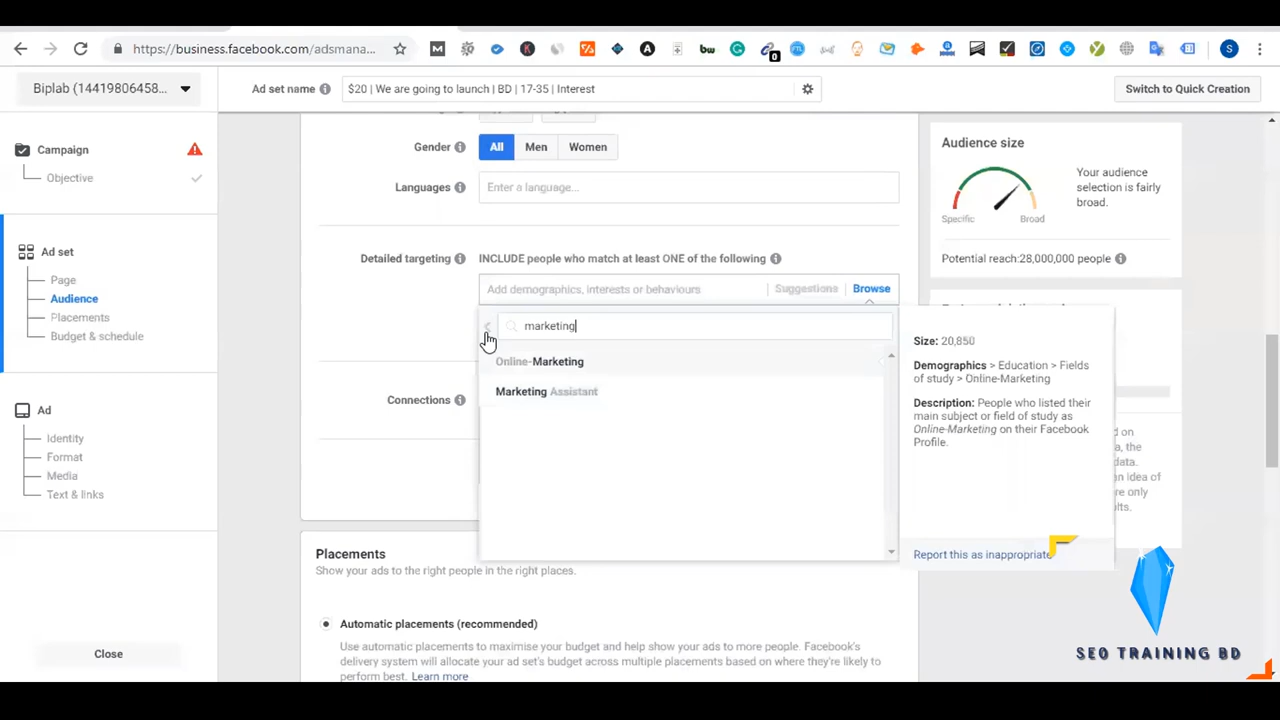 https://business.facebook.com/adsmana...
Biplab (14419806458...
Ad set name
$20 | We are going to launch | BD | 17-35 | Interest
Switch to Quick Creation
Campaign
Objective
Ad set
Page
Audience
Placements
Budget & schedule
Ad
Identity
Format
Media
Text & links
Close
Gender
All
Men
Women
Languages
Enter a language...
Detailed targeting
INCLUDE people who match at least ONE of the following
Add demographics, interests or behaviours
Suggestions
Browse
marketing
Online-Marketing
Marketing Assistant
Connections
Size: 20,850
Demographics > Education > Fields
of study > Online-Marketing
Description: People who listed their
main subject or field of study as
Online-Marketing on their Facebook
Profile.
Report this as inappropriate
Audience size
Your audience
selection is fairly
broad.
Specific
Broad
Potential reach:28,000,000 people
Placements
Show your ads to the right people in the right places.
Automatic placements (recommended)
Use automatic placements to maximise your budget and help show your ads to more people. Facebook's
delivery system will allocate your ad set's budget across multiple placements based on where they're likely to
perform best. Learn more
SEO TRAINING BD